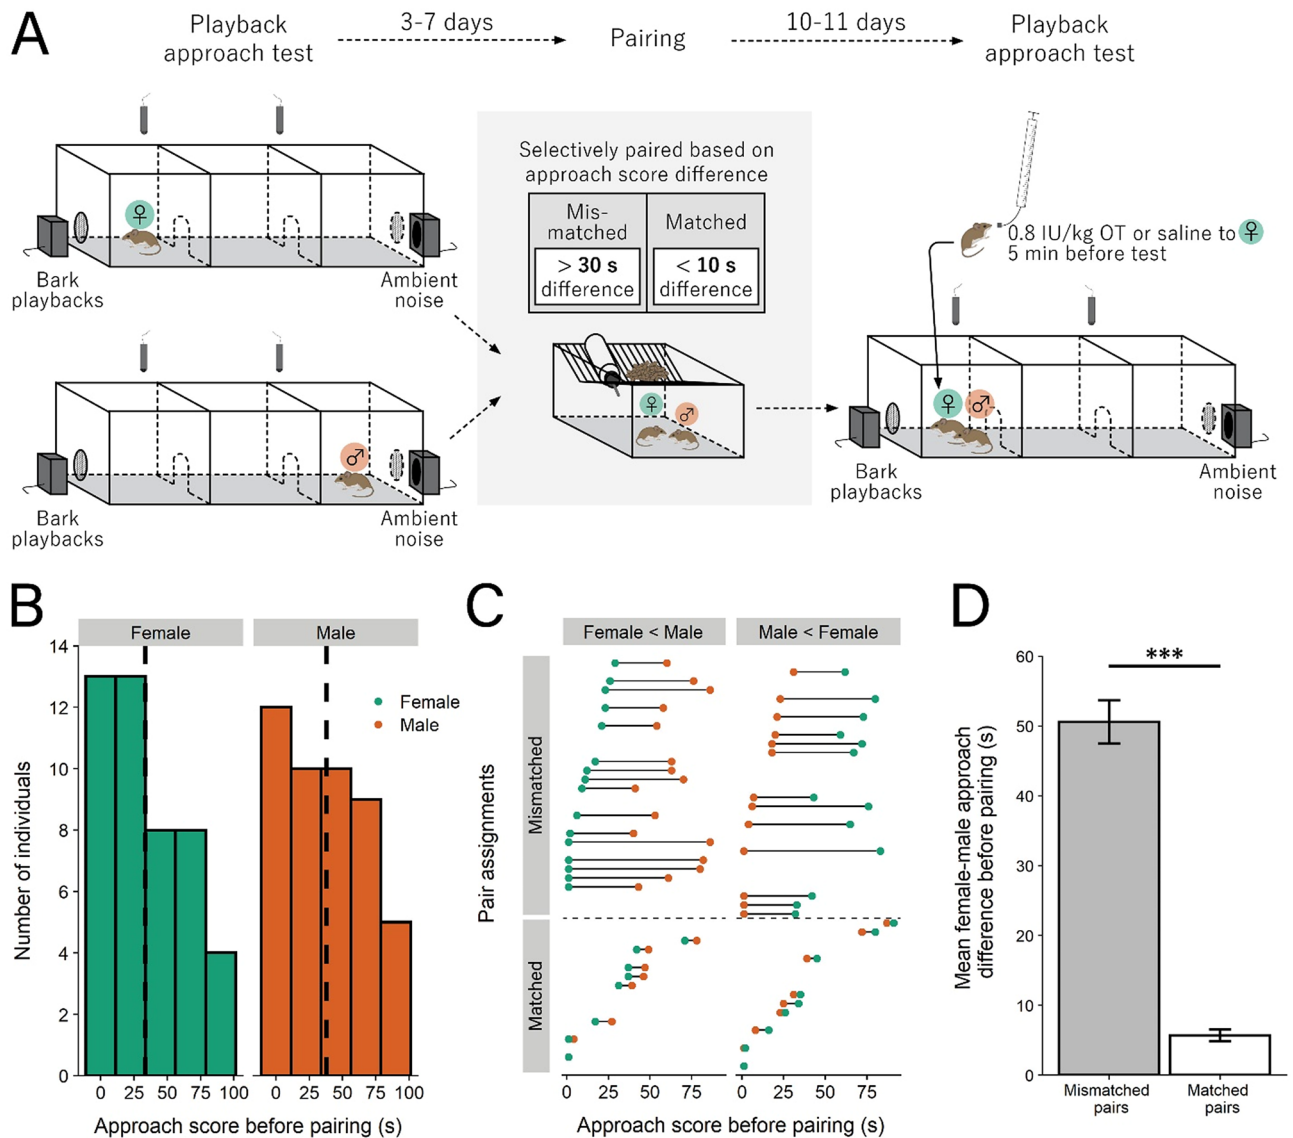 A
Playback
approach test
3-7 days
Pairing
10-11 days
Playback
approach test
Selectively paired based on
approach score difference
Mis-
matched
Matched
> 30 s
difference
< 10 s
difference
♀
Bark
playbacks
Ambient
noise
♂
Bark
playbacks
Ambient
noise
♀
♂
0.8 IU/kg OT or saline to ♀
5 min before test
♀
♂
Bark
playbacks
Ambient
noise
B
Female
Male
Number of individuals
14
12
10
8
6
4
2
0
Female
Male
0 25 50 75 100
0 25 50 75 100
Approach score before pairing (s)
C
Female < Male
Male < Female
Pair assignments
Mismatched
Matched
0 25 50 75
0 25 50 75
Approach score before pairing (s)
D
***
Mean female-male approach
difference before pairing (s)
60
50
40
30
20
10
0
Mismatched
pairs
Matched
pairs